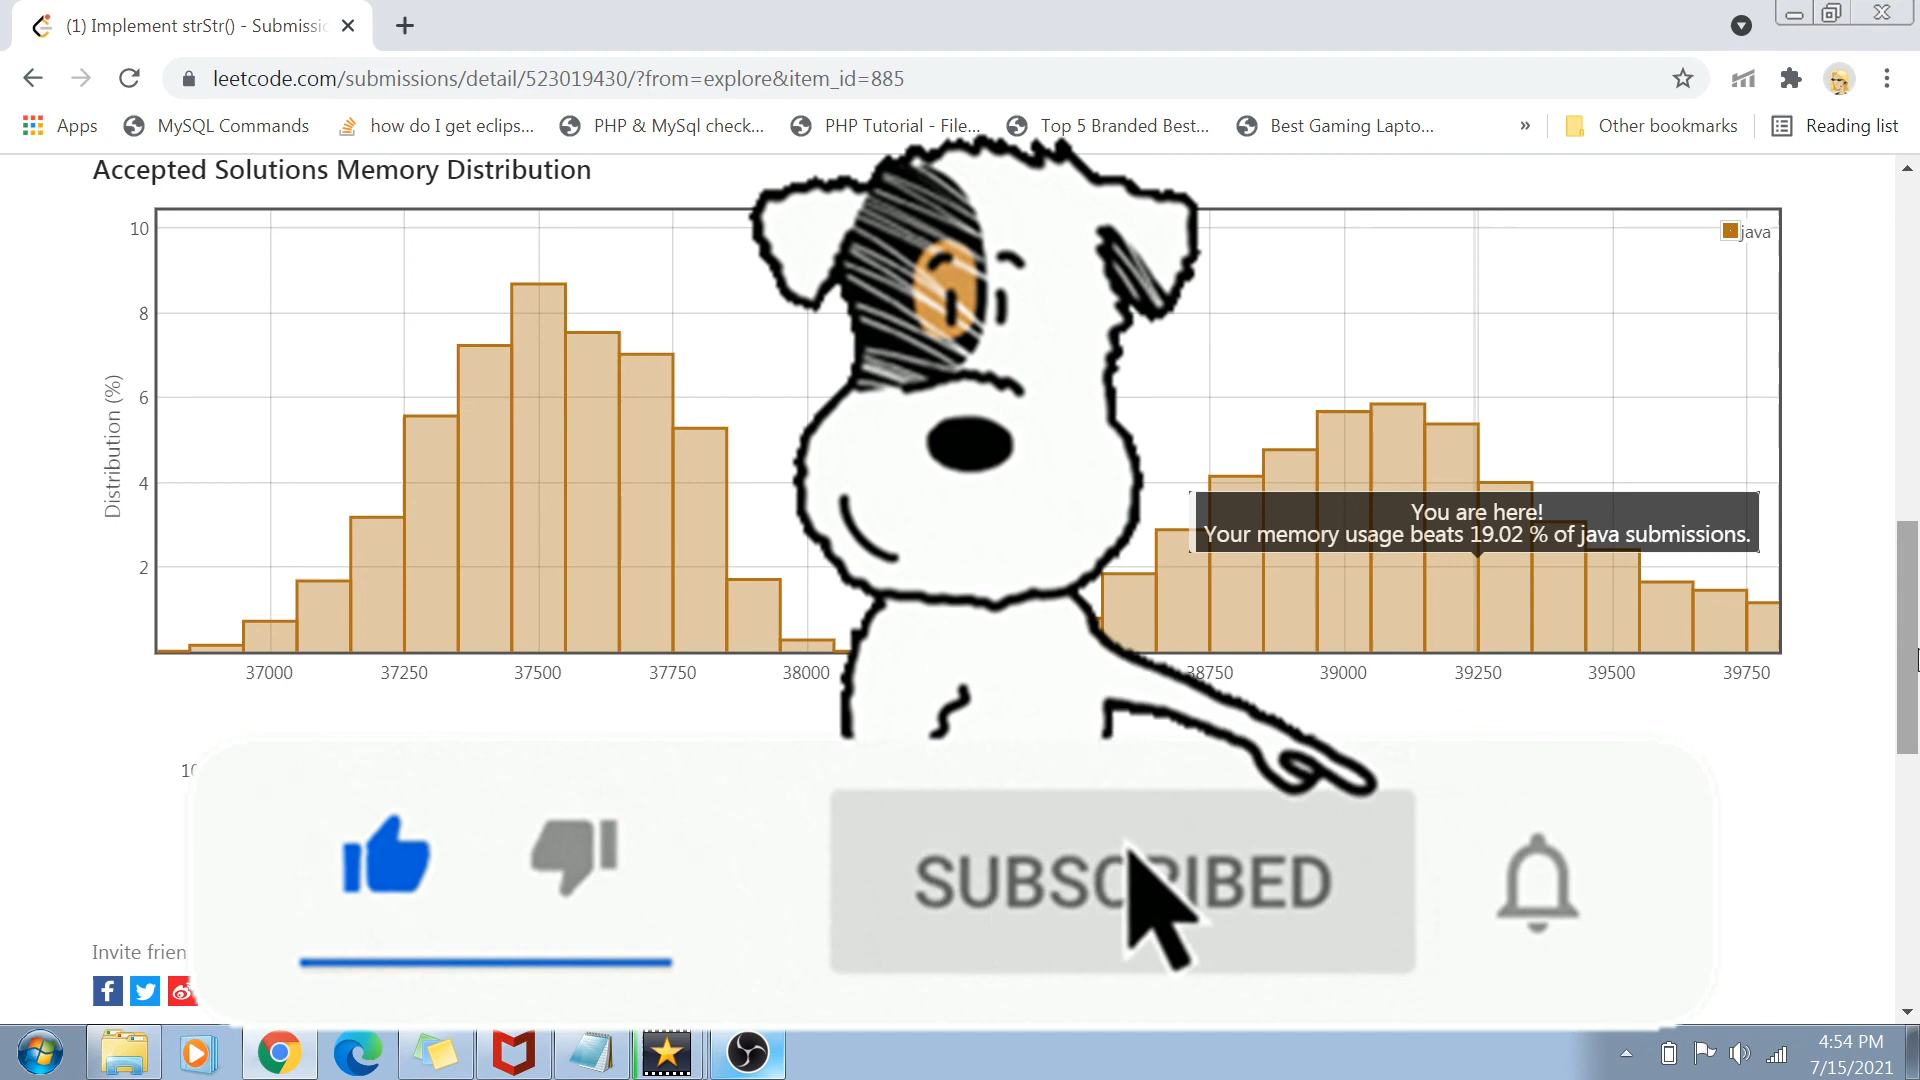 (1) Implement strStr() - Submissio
leetcode.com/submissions/detail/523019430/?from=explore&item_id=885
Apps
MySQL Commands
how do I get eclips...
PHP & MySql check...
PHP Tutorial - File...
Top 5 Branded Best...
Best Gaming Lapto...
»
Other bookmarks
Reading list
Accepted Solutions Memory Distribution
10
8
6
4
2
Distribution (%)
java
You are here!
Your memory usage beats 19.02 % of java submissions.
37000 37250 37500 37750 38000 38750 39000 39250 39500 39750
10
SUBSCRIBED
Invite frien
4:54 PM
7/15/2021